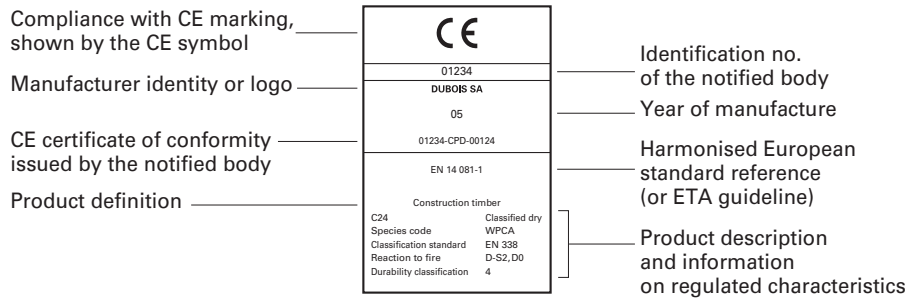 Compliance with CE marking,
shown by the CE symbol
Manufacturer identity or logo
CE certificate of conformity
issued by the notified body
Product definition
CE
01234
DUBOIS SA
05
01234-CPD-00124
EN 14 081-1
Construction timber
C24 Classified dry
Species code WPCA
Classification standard EN 338
Reaction to fire D-S2, D0
Durability classification 4
Identification no.
of the notified body
Year of manufacture
Harmonised European
standard reference
(or ETA guideline)
Product description
and information
on regulated characteristics